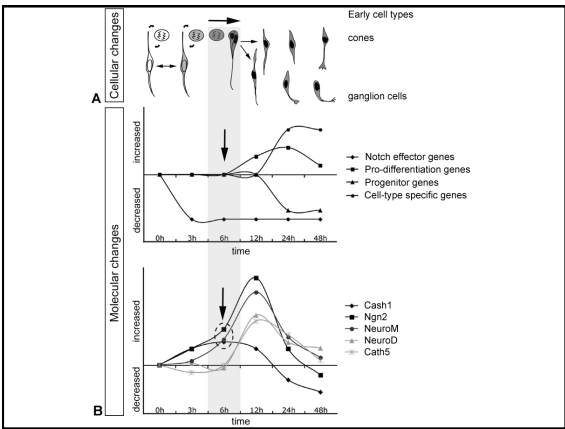 Cellular changes
Early cell types
cones
ganglion cells
A
Molecular changes
increased
decreased
0h 3h 6h 12h 24h 48h
time
Notch effector genes
Pro-differentiation genes
Progenitor genes
Cell-type specific genes
increased
decreased
0h 3h 6h 12h 24h 48h
time
Cash1
Ngn2
NeuroM
NeuroD
Cath5
B